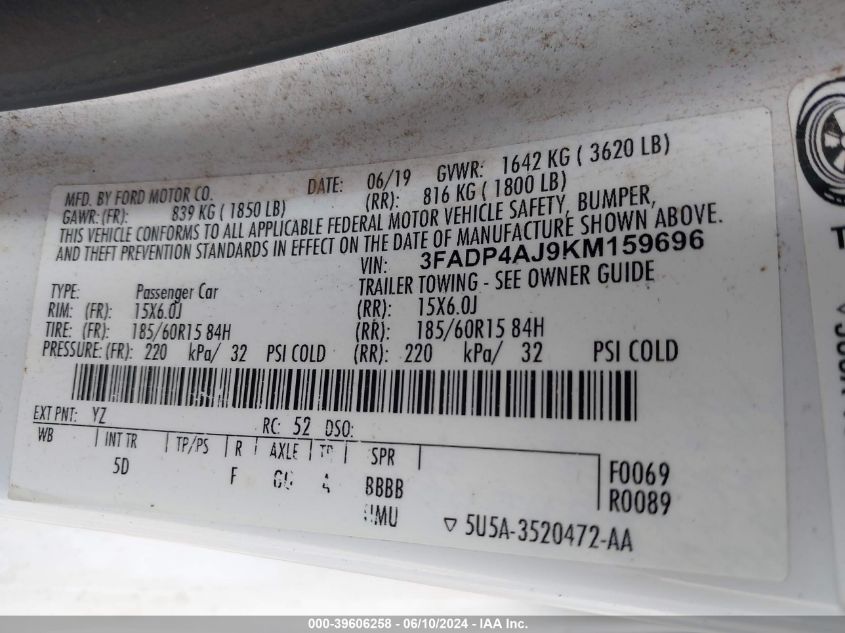 MFD. BY FORD MOTOR CO. DATE: 06/19 GVWR: 1642 KG ( 3620 LB)
GAWR:(FR): 839 KG ( 1850 LB) (RR): 816 KG ( 1800 LB)
THIS VEHICLE CONFORMS TO ALL APPLICABLE FEDERAL MOTOR VEHICLE SAFETY, BUMPER,
AND THEFT PREVENTION STANDARDS IN EFFECT ON THE DATE OF MANUFACTURE SHOWN ABOVE.
VIN: 3FADP4AJ9KM159696
TYPE: Passenger Car TRAILER TOWING - SEE OWNER GUIDE
RIM: (FR): 15X6.0J (RR): 15X6.0J
TIRE: (FR): 185/60R15 84H (RR): 185/60R15 84H
PRESSURE: (FR): 220 kPa/ 32 PSI COLD (RR): 220 kPa/ 32 PSI COLD
EXT PNT: YZ RC: 52 DSO:
WB INT TR TP/PS R AXLE TR SPR
5D F A BBBB F0069
R0089
5U5A-3520472-AA
000-39606258 - 06/10/2024 - IAA Inc.